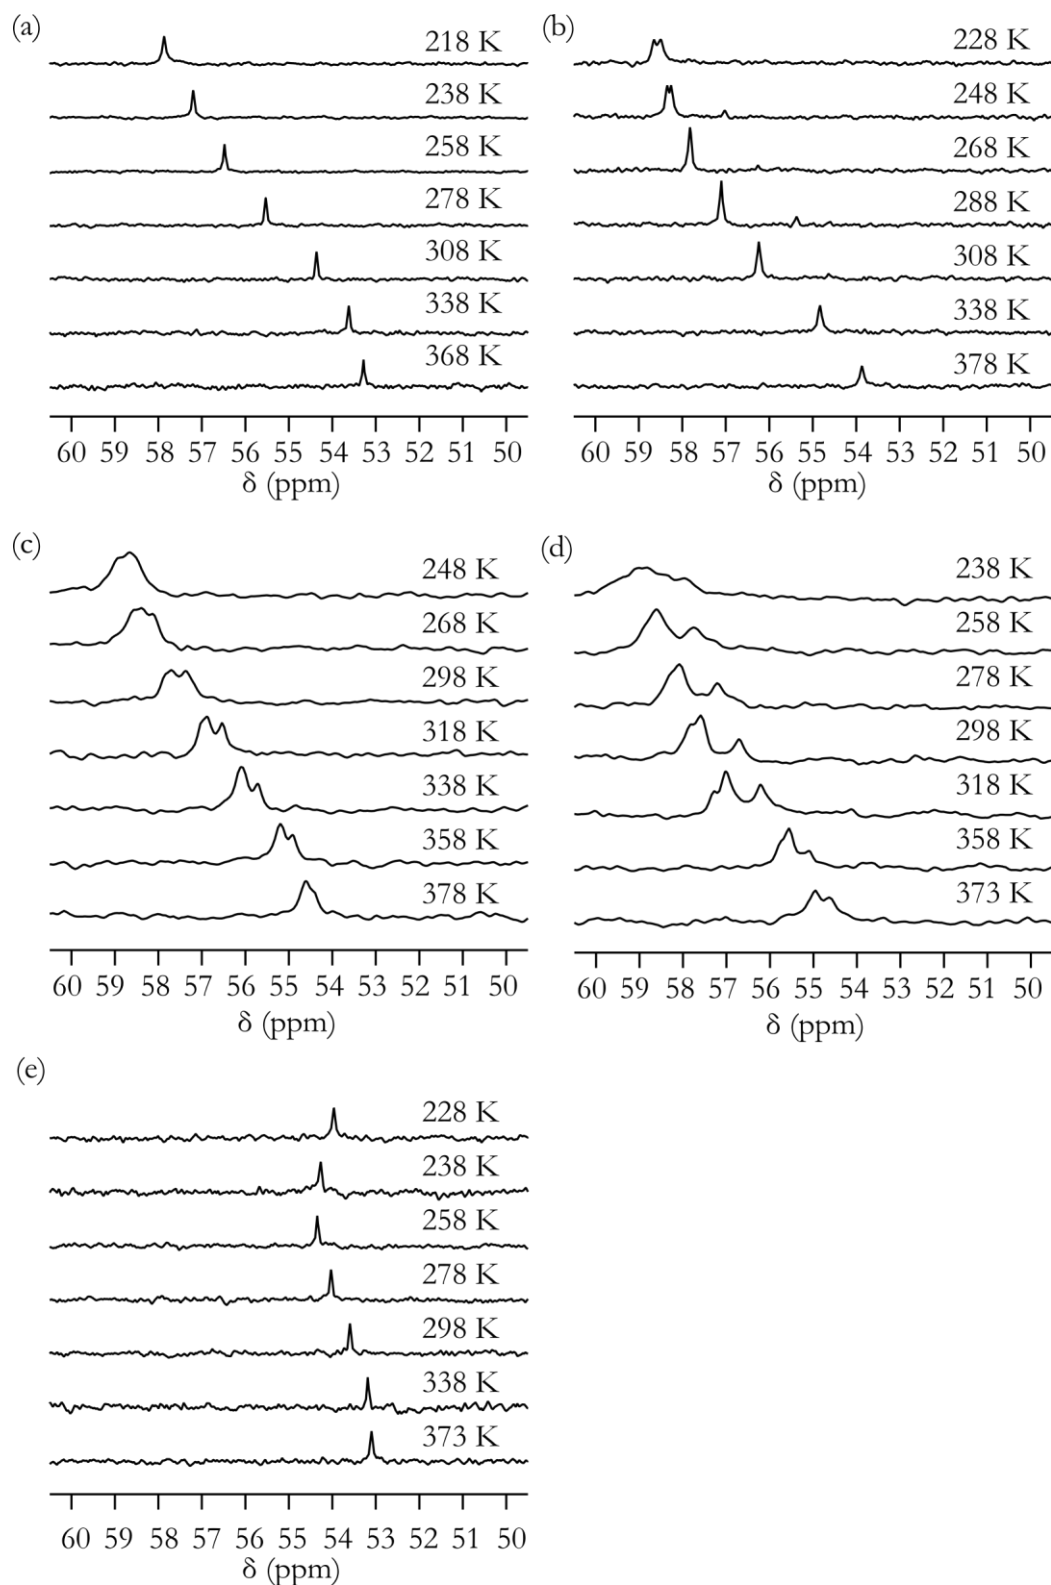 (a)
218 K
238 K
258 K
278 K
308 K
338 K
368 K
60 59 58 57 56 55 54 53 52 51 50
δ (ppm)
(b)
228 K
248 K
268 K
288 K
308 K
338 K
378 K
60 59 58 57 56 55 54 53 52 51 50
δ (ppm)
(c)
248 K
268 K
298 K
318 K
338 K
358 K
378 K
60 59 58 57 56 55 54 53 52 51 50
δ (ppm)
(d)
238 K
258 K
278 K
298 K
318 K
358 K
373 K
60 59 58 57 56 55 54 53 52 51 50
δ (ppm)
(e)
228 K
238 K
258 K
278 K
298 K
338 K
373 K
60 59 58 57 56 55 54 53 52 51 50
δ (ppm)